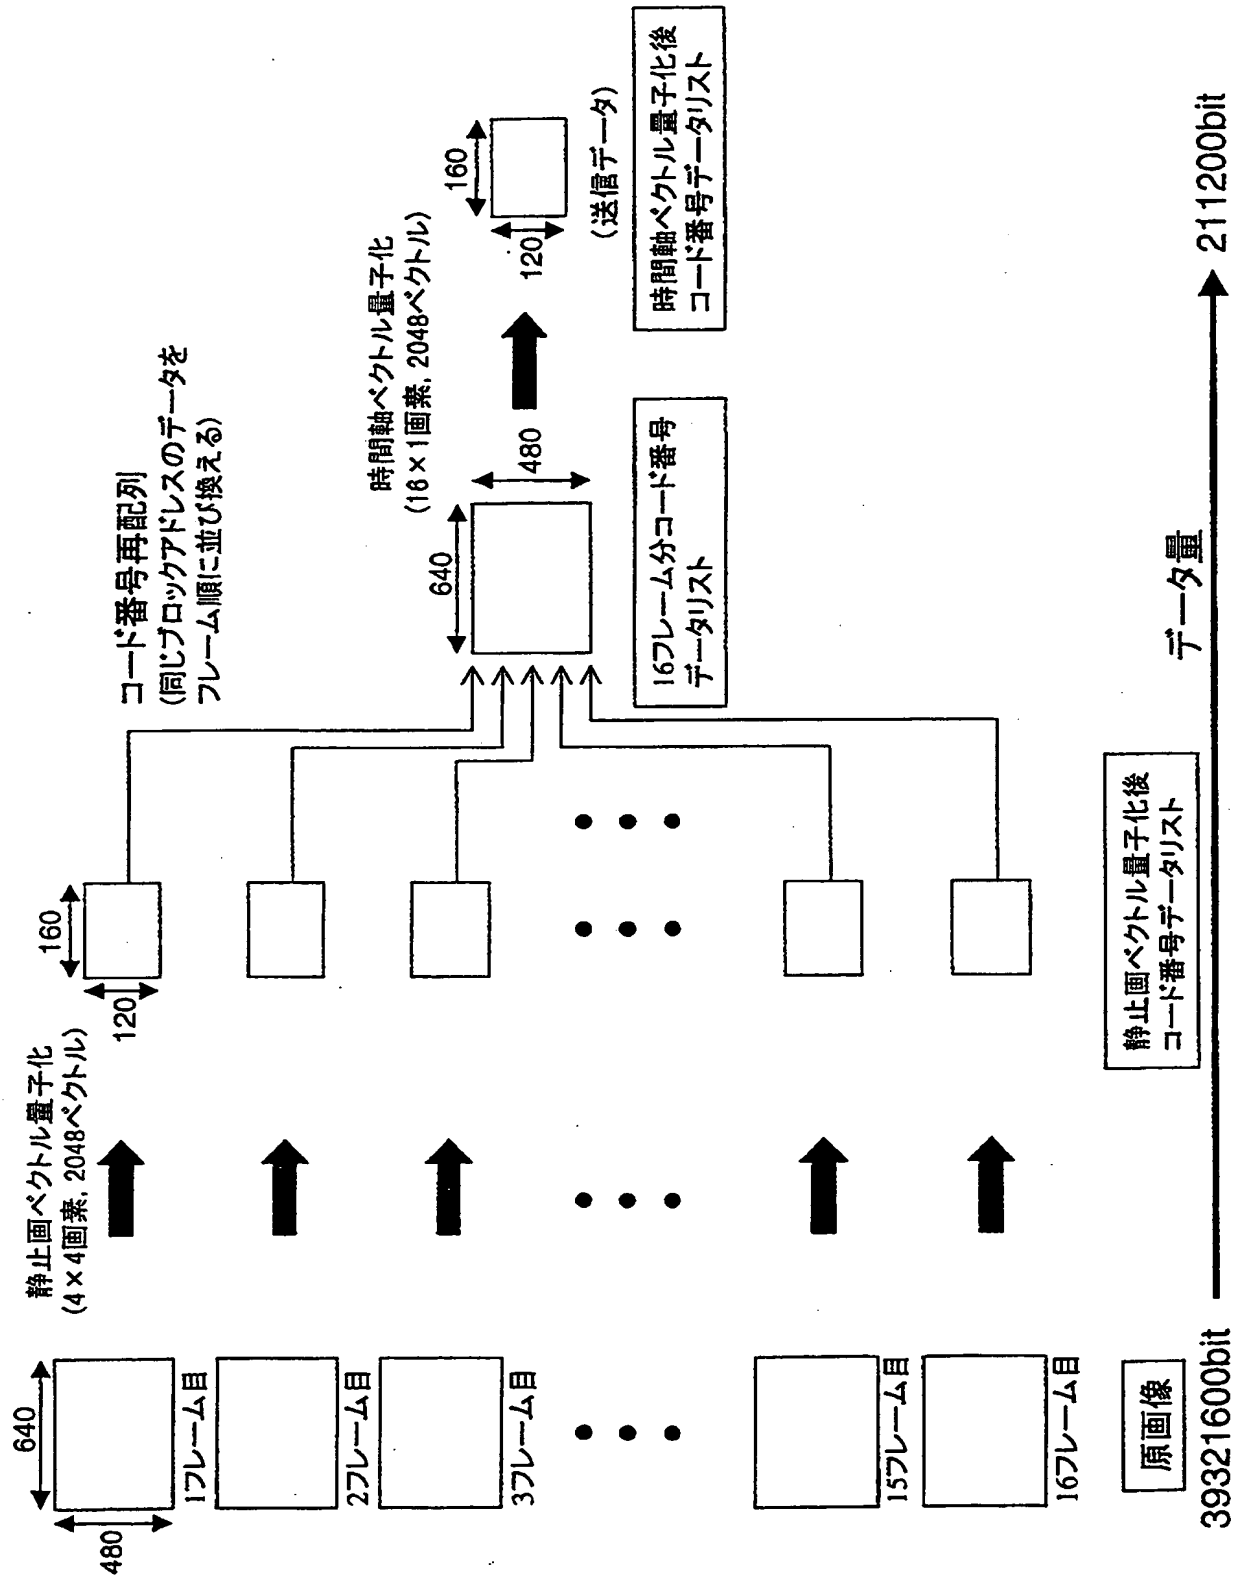 静止画ベクトル量子化
(4×4画素, 2048ベクトル)
640
480
1フレーム目
2フレーム目
3フレーム目
15フレーム目
16フレーム目
160
120
コード番号再配列
(同じブロックアドレスのデータを
フレーム順に並び換える)
640
480
時間軸ベクトル量子化
(16×1画素, 2048ベクトル)
160
120
(送信データ)
原画像
静止画ベクトル量子化後
コード番号データリスト
16フレーム分コード番号
データリスト
時間軸ベクトル量子化後
コード番号データリスト
データ量
39321600bit
211200bit